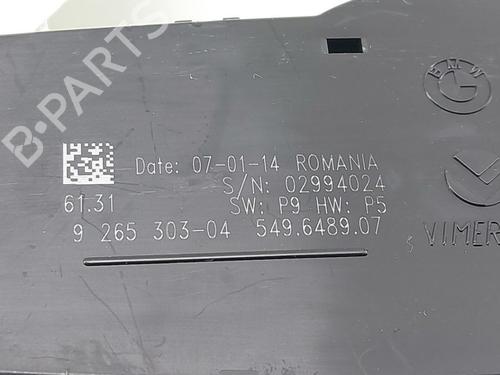 B-PARTS
BMW
Date: 07-01-14 ROMANIA
S/N: 02994024
61.31 SW: P9 HW: P5
9 265 303-04 549.6489.07
VIMER